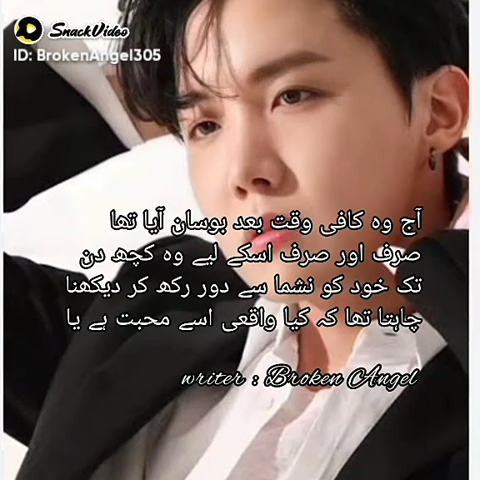 SnackVideo
ID: BrokenAngel305
آج وہ کافی وقت بعد بوسان آیا تھا
صرف اور صرف اسکے لیے وہ کچھ دن
تک خود کو نشما سے دور رکھ کر دیکھنا
چاہتا تھا کہ کیا واقعی اسے محبت ہے یا
writer : Broken Angel